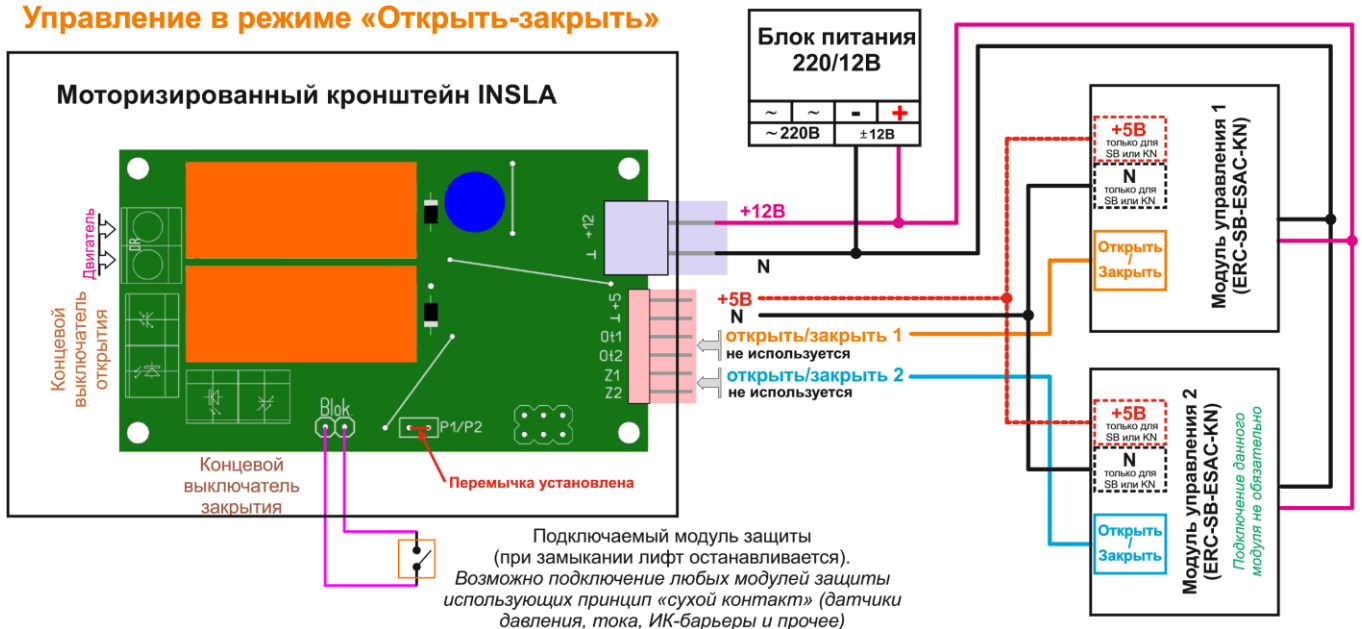 Управление в режиме «Открыть-закрыть»
Моторизированный кронштейн INSLA
Блок питания
220/12В
~ ~ - +
~220В ±12В
Двигатель
DR
Концевой
выключатель
открытия
Концевой
выключатель
закрытия
Blok.
P1/P2
Перемычка установлена
+12
⊥
+5
⊥
Ot1
Ot2
Z1
Z2
+12В
N
+5В
N
открыть/закрыть 1
не используется
открыть/закрыть 2
не используется
+5В
только для
SB или KN
N
только для
SB или KN
Открыть
/
Закрыть
Модуль управления 1
(ERC-SB-ESAC-KN)
+5В
только для
SB или KN
N
только для
SB или KN
Открыть
/
Закрыть
Модуль управления 2
(ERC-SB-ESAC-KN)
Подключение данного
модуля не обязательно
Подключаемый модуль защиты
(при замыкании лифт останавливается).
Возможно подключение любых модулей защиты
использующих принцип «сухой контакт» (датчики
давления, тока, ИК-барьеры и прочее)